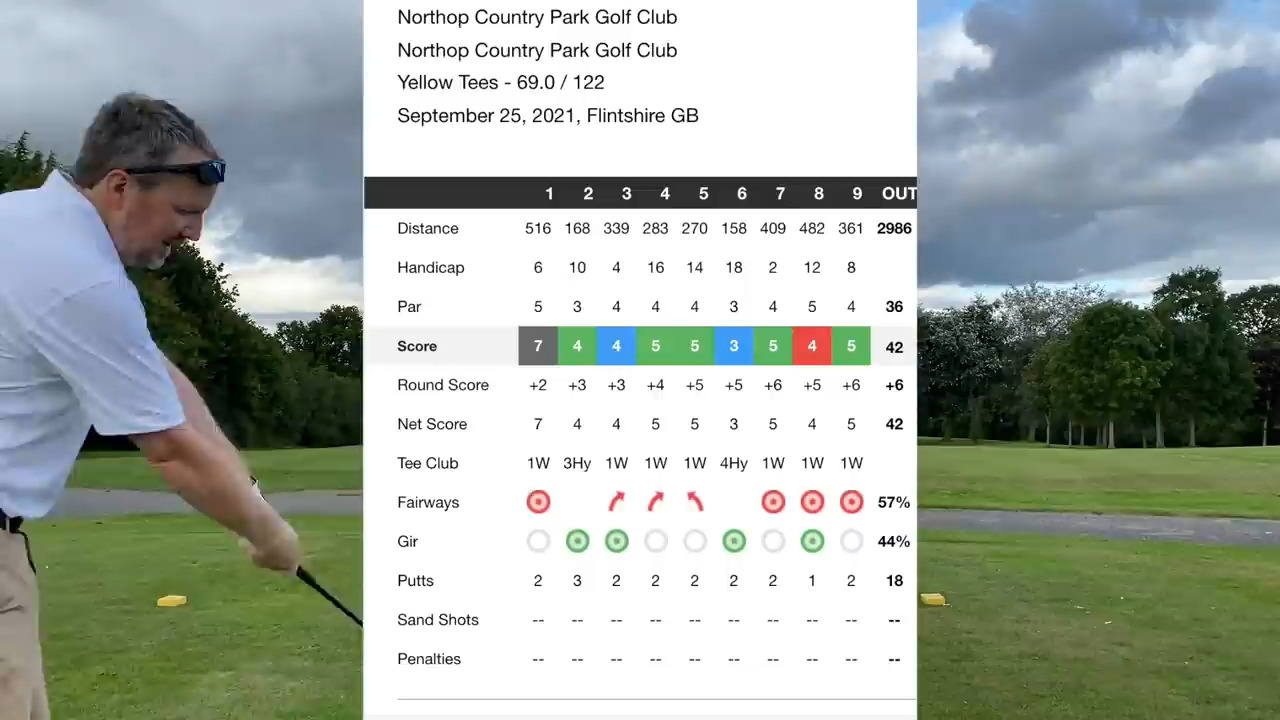 Northop Country Park Golf Club
Northop Country Park Golf Club
Yellow Tees - 69.0 / 122
September 25, 2021, Flintshire GB
1 2 3 4 5 6 7 8 9 OUT
Distance 516 168 339 283 270 158 409 482 361 2986
Handicap 6 10 4 16 14 18 2 12 8
Par 5 3 4 4 4 3 4 5 4 36
Score 7 4 4 5 5 3 5 4 5 42
Round Score +2 +3 +3 +4 +5 +5 +6 +5 +6 +6
Net Score 7 4 4 5 5 3 5 4 5 42
Tee Club 1W 3Hy 1W 1W 1W 4Hy 1W 1W 1W
Fairways 57%
Gir 44%
Putts 2 3 2 2 2 2 2 1 2 18
Sand Shots -- -- -- -- -- -- -- -- -- --
Penalties -- -- -- -- -- -- -- -- -- --